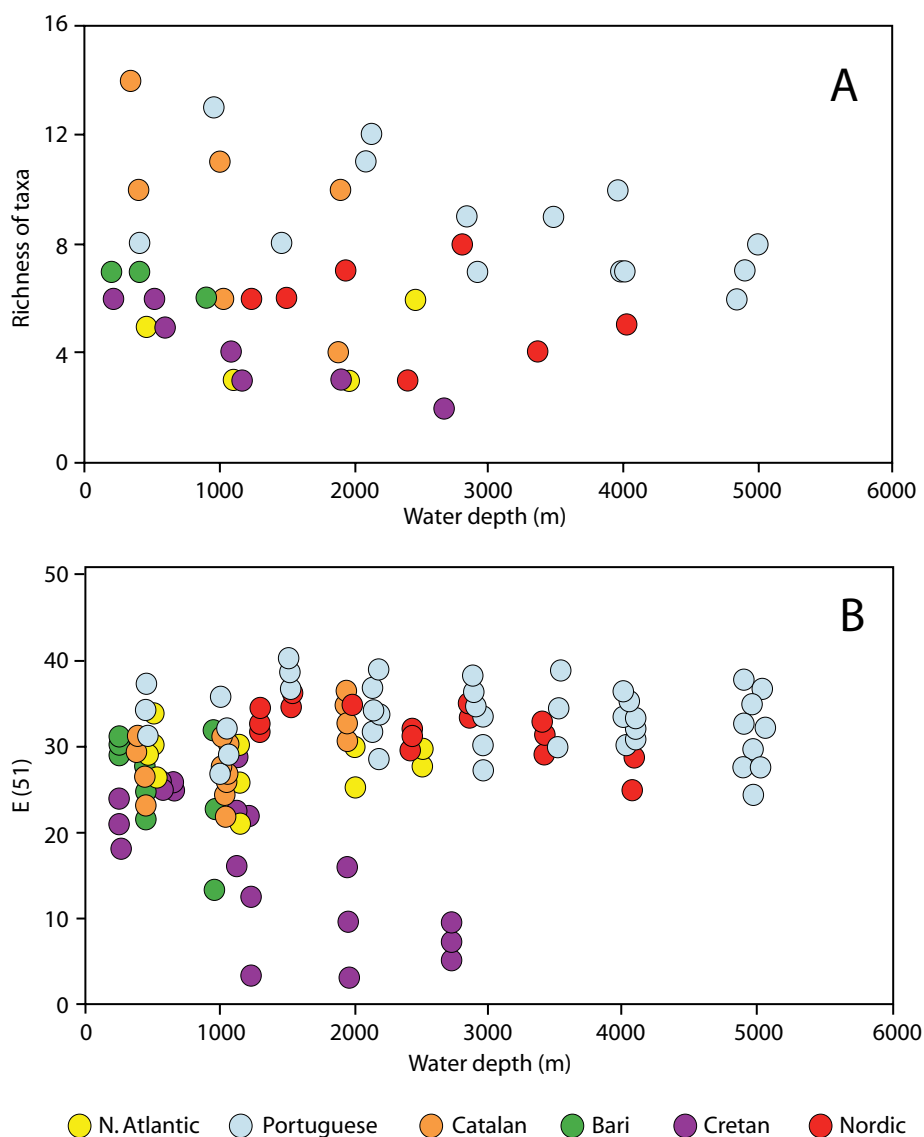 16
A
12
Richness of taxa
8
4
0
0 1000 2000 3000 4000 5000 6000
Water depth (m)
50
B
40
E (51)
30
20
10
0
0 1000 2000 3000 4000 5000 6000
Water depth (m)
N. Atlantic Portuguese Catalan Bari Cretan Nordic